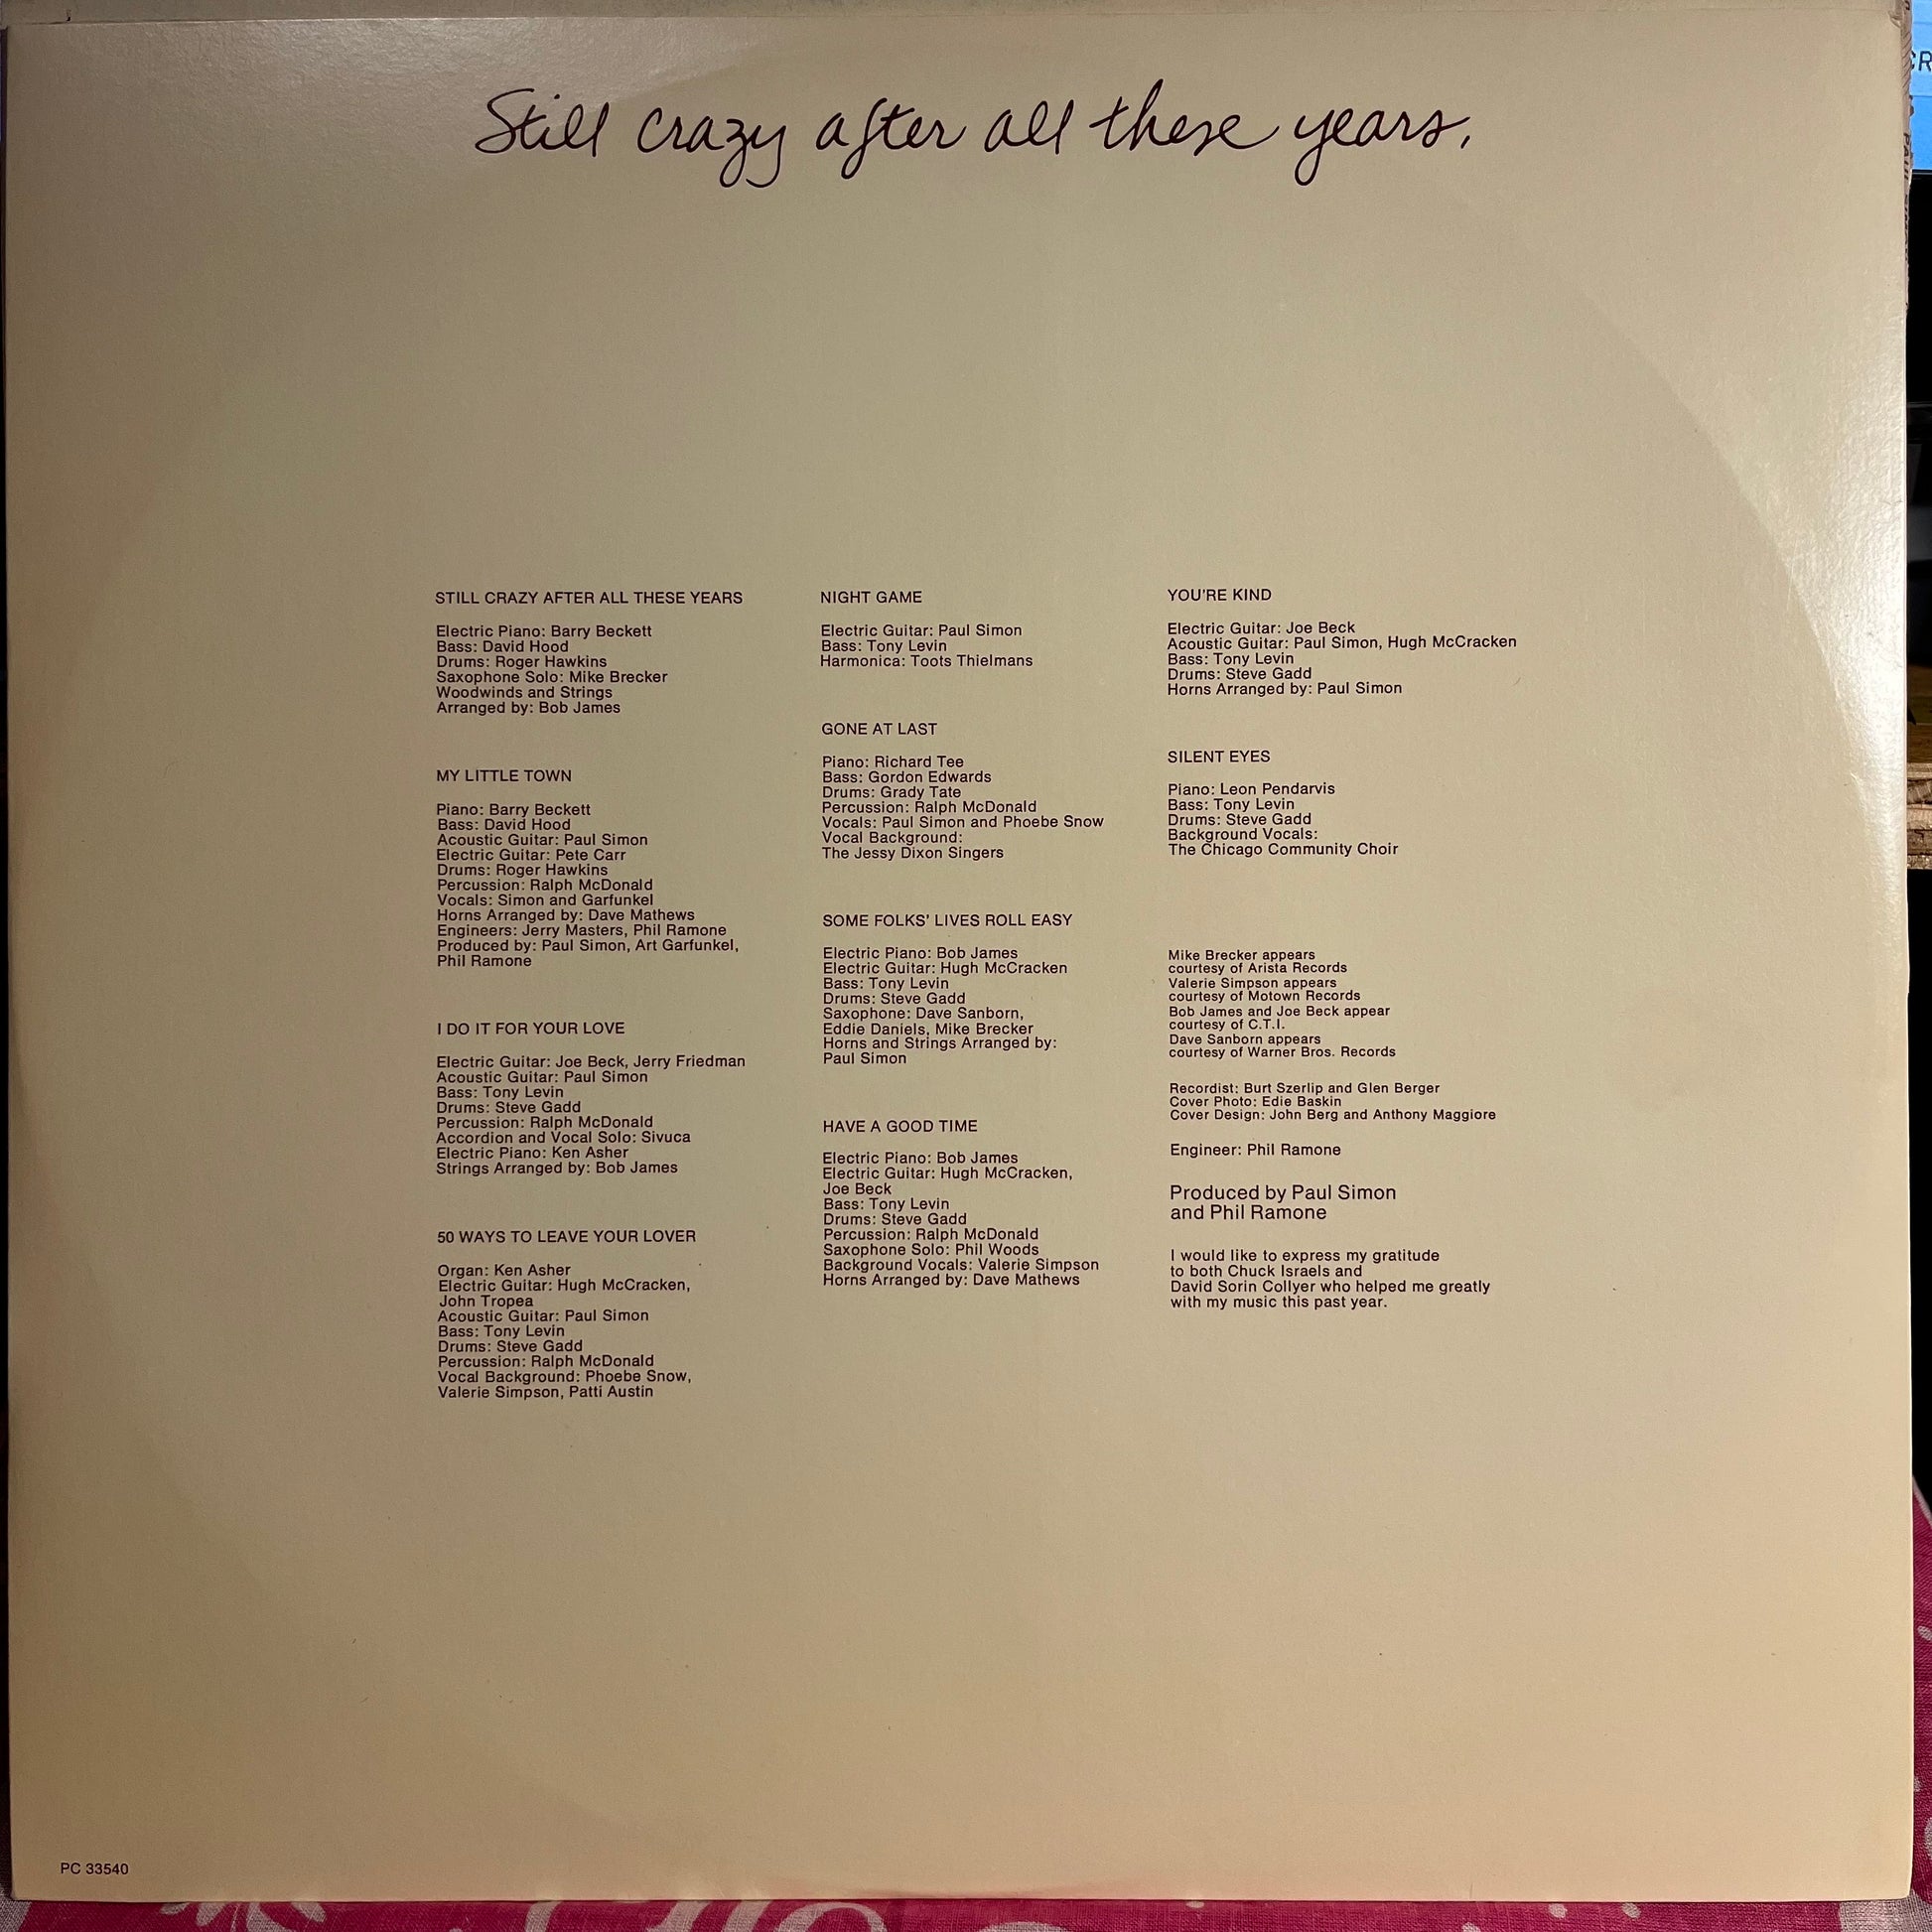 Still crazy after all these years.
STILL CRAZY AFTER ALL THESE YEARS
Electric Piano: Barry Beckett
Bass: David Hood
Drums: Roger Hawkins
Saxophone Solo: Mike Brecker
Woodwinds and Strings
Arranged by: Bob James
MY LITTLE TOWN
Piano: Barry Beckett
Bass: David Hood
Acoustic Guitar: Paul Simon
Electric Guitar: Pete Carr
Drums: Roger Hawkins
Percussion: Ralph McDonald
Vocals: Simon and Garfunkel
Horns Arranged by: Dave Mathews
Engineers: Jerry Masters, Phil Ramone
Produced by: Paul Simon, Art Garfunkel,
Phil Ramone
I DO IT FOR YOUR LOVE
Electric Guitar: Joe Beck, Jerry Friedman
Acoustic Guitar: Paul Simon
Bass: Tony Levin
Drums: Steve Gadd
Percussion: Ralph McDonald
Accordion and Vocal Solo: Sivuca
Electric Piano: Ken Asher
Strings Arranged by: Bob James
50 WAYS TO LEAVE YOUR LOVER
Organ: Ken Asher
Electric Guitar: Hugh McCracken,
John Tropea
Acoustic Guitar: Paul Simon
Bass: Tony Levin
Drums: Steve Gadd
Percussion: Ralph McDonald
Vocal Background: Phoebe Snow,
Valerie Simpson, Patti Austin
NIGHT GAME
Electric Guitar: Paul Simon
Bass: Tony Levin
Harmonica: Toots Thielmans
GONE AT LAST
Piano: Richard Tee
Bass: Gordon Edwards
Drums: Grady Tate
Percussion: Ralph McDonald
Vocals: Paul Simon and Phoebe Snow
Vocal Background:
The Jessy Dixon Singers
SOME FOLKS' LIVES ROLL EASY
Electric Piano: Bob James
Electric Guitar: Hugh McCracken
Bass: Tony Levin
Drums: Steve Gadd
Saxophone: Dave Sanborn,
Eddie Daniels, Mike Brecker
Horns and Strings Arranged by:
Paul Simon
HAVE A GOOD TIME
Electric Piano: Bob James
Electric Guitar: Hugh McCracken,
Joe Beck
Bass: Tony Levin
Drums: Steve Gadd
Percussion: Ralph McDonald
Saxophone Solo: Phil Woods
Background Vocals: Valerie Simpson
Horns Arranged by: Dave Mathews
YOU'RE KIND
Electric Guitar: Joe Beck
Acoustic Guitar: Paul Simon, Hugh McCracken
Bass: Tony Levin
Drums: Steve Gadd
Horns Arranged by: Paul Simon
SILENT EYES
Piano: Leon Pendarvis
Bass: Tony Levin
Drums: Steve Gadd
Background Vocals:
The Chicago Community Choir
Mike Brecker appears
courtesy of Arista Records
Valerie Simpson appears
courtesy of Motown Records
Bob James and Joe Beck appear
courtesy of C.T.I.
Dave Sanborn appears
courtesy of Warner Bros. Records
Recordist: Burt Szerlip and Glen Berger
Cover Photo: Edie Baskin
Cover Design: John Berg and Anthony Maggiore
Engineer: Phil Ramone
Produced by Paul Simon
and Phil Ramone
I would like to express my gratitude
to both Chuck Israels and
David Sorin Collyer who helped me greatly
with my music this past year.
PC 33540